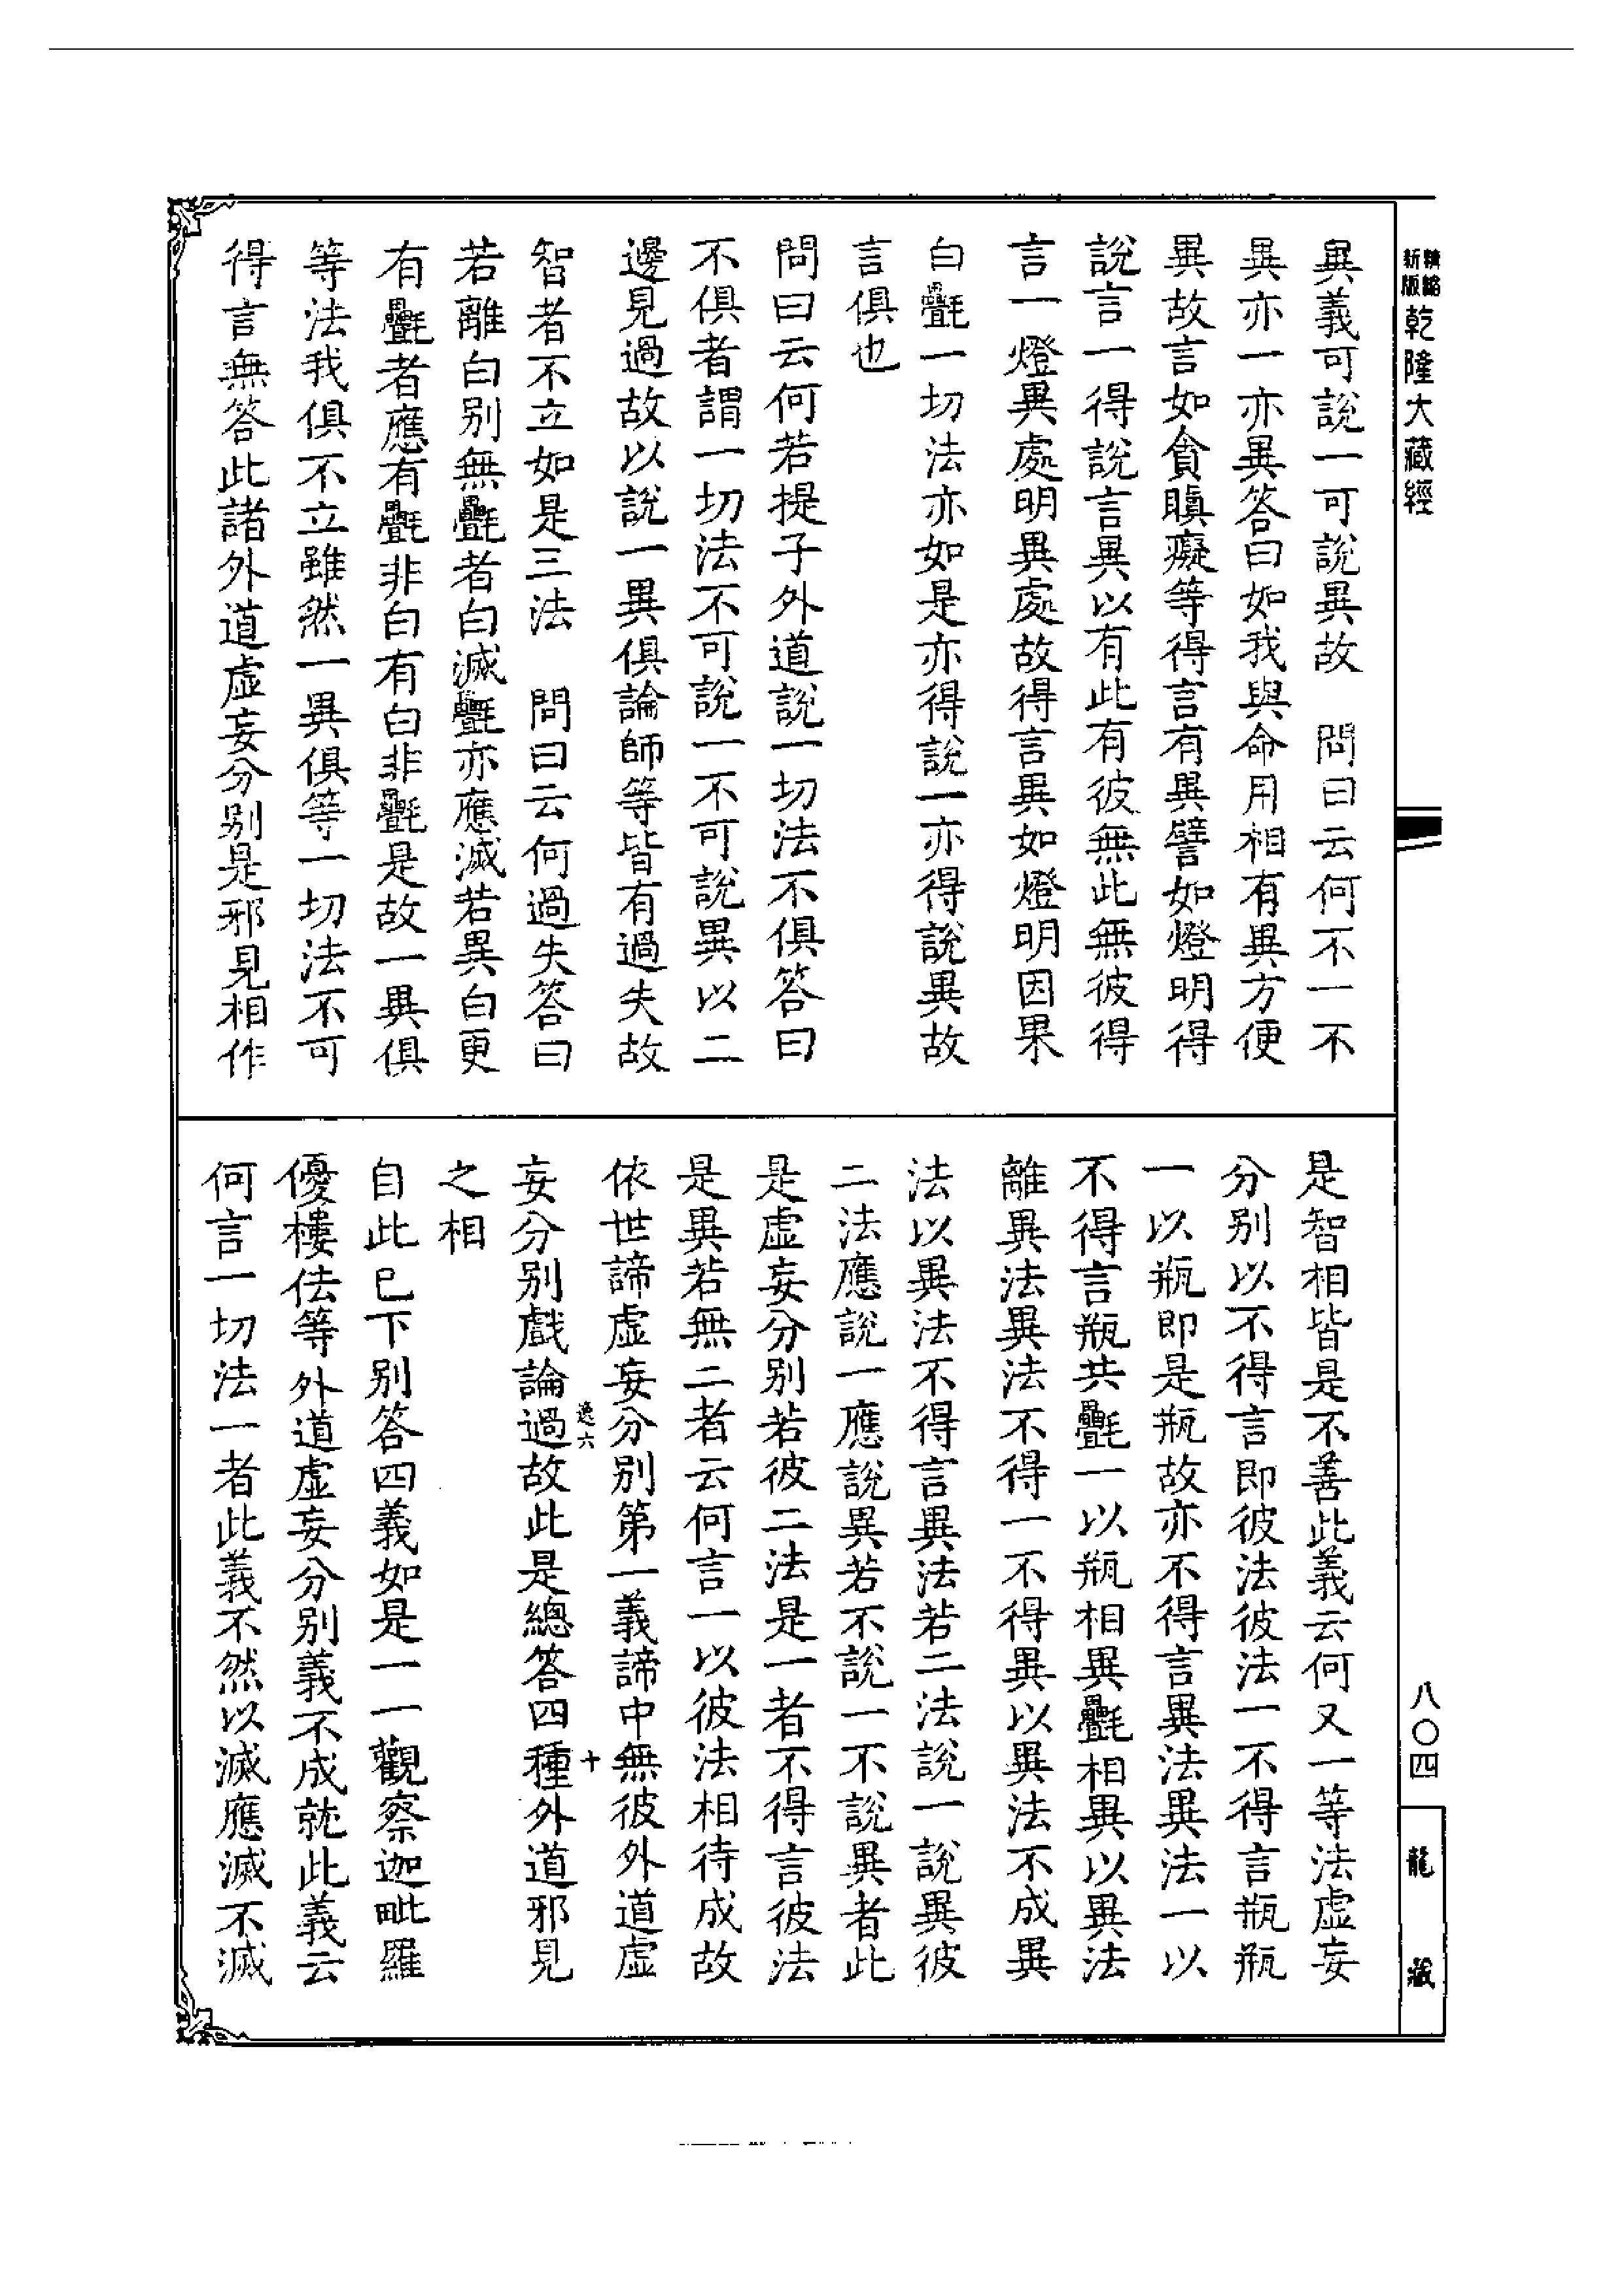 精縮新版乾隆大藏經
異義可說一可說異故　問曰云何不一不
異亦一亦異答曰如我與命用相有異方便
異故言如貪瞋癡等得言有異譬如燈明得
說言一得說言異以有此有彼無此無彼得
言一燈異處明異處故得言異如燈明因果
白㲲一切法亦如是亦得說一亦得說異故
言俱也
問曰云何若提子外道說一切法不俱答曰
不俱者謂一切法不可說一不可說異以二
邊見過故以說一異俱論師等皆有過失故
智者不立如是三法　問曰云何過失答曰
若離白別無㲲者白滅㲲亦應滅若異白更
有㲲者應有㲲非白有白非㲲是故一異俱
等法我俱不立雖然一異俱等一切法不可
得言無答此諸外道虛妄分別是邪見相作
是智相皆是不善此義云何又一等法虛妄
分別以不得言即彼法彼法一不得言瓶瓶
一以瓶即是瓶故亦不得言異法異法一以
不得言瓶共㲲一以瓶相異㲲相異以異法
離異法異法不得一不得異以異法不成異
法以異法不得言異法若二法說一說異彼
二法應說一應說異若不說一不說異者此
是虛妄分別若彼二法是一者不得言彼法
是異若無二者云何言一以彼法相待成故
依世諦虛妄分別第一義諦中無彼外道虛
逸六　十
妄分別戲論過故此是總答四種外道邪見
之相
自此已下別答四義如是一一觀察迦毗羅
優樓佉等外道虛妄分別義不成就此義云
何言一切法一者此義不然以滅應滅不滅
八〇四
龍藏